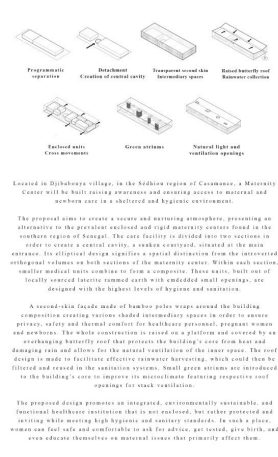 Programmatic
separation
Detachment
Creation of central cavity
Transparent second skin
Intermediary spaces
Raised butterfly roof
Rainwater collection
Enclosed units
Cross movements
Green atriums
Natural light and
ventilation openings
Located in Djibabouya village, in the Sédhiou region of Casamance, a Maternity
Center will be built raising awareness and ensuring access to maternal and
newborn care in a sheltered and hygienic environment.
The proposal aims to create a secure and nurturing atmosphere, presenting an
alternative to the prevalent enclosed and rigid maternity centers found in the
southern region of Senegal. The care facility is divided into two sections in
order to create a central cavity, a sunken courtyard, situated at the main
entrance. Its elliptical design signifies a spatial distinction from the introverted
orthogonal volumes on both sections of the maternity center. Within each section,
smaller medical units combine to form a composite. These units, built out of
locally sourced laterite rammed earth with emdedded small openings, are
designed with the highest levels of hygiene and sanitation.
A second-skin façade made of bamboo poles wraps around the building
composition creating various shaded intermediary spaces in order to ensure
privacy, safety and thermal comfort for healthcare personnel, pregnant women
and newborns. The whole construction is raised on a platform and covered by an
overhanging butterfly roof that protects the building's core from heat and
damaging rain and allows for the natural ventilation of the inner space. The roof
design is made to facilitate effective rainwater harvesting, which could then be
filtered and reused in the sanitation systems. Small green atriums are introduced
to the building's core to improve its microclimate featuring respective roof
openings for stack ventilation.
The proposed design promotes an integrated, environmentally sustainable, and
functional healthcare institution that is not enclosed, but rather protected and
inviting while meeting high hygienic and sanitary standards. In such a place,
women can feel safe and comfortable to ask for advice, get tested, give birth, and
even educate themselves on maternal issues that primarily affect them.